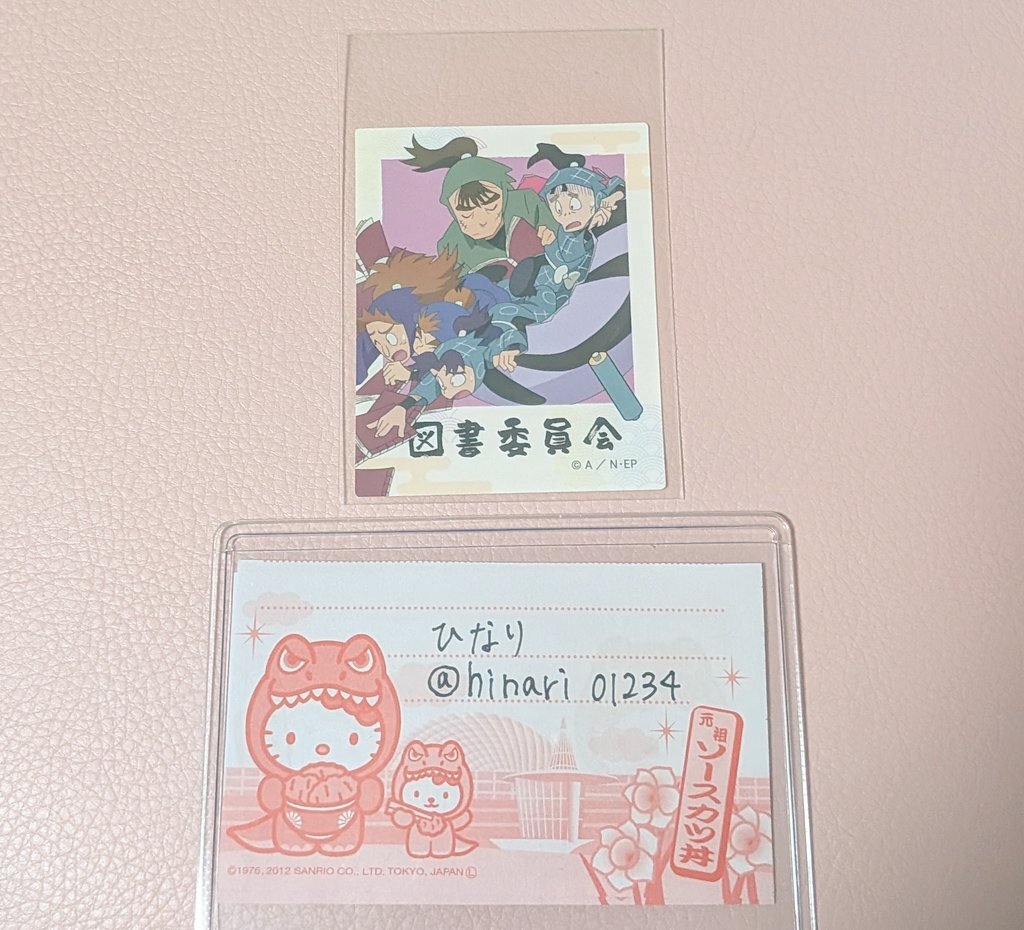 図書委員会
© A ／ N・EP
ひなり
@hinari 01234
元祖
ソースカツ丼
©1976, 2012 SANRIO CO., LTD. TOKYO, JAPAN Ⓛ